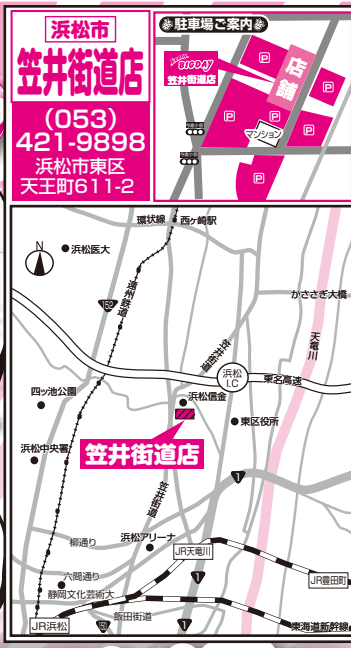 浜松市
笠井街道店
(053)
421-9898
浜松市東区
天王町611-2
駐車場ご案内
BIGDAY
笠井街道店
店舗
P
P
P
P
P
P
マンション
環状線
西ヶ崎駅
N
浜松医大
152
遠州鉄道
かささぎ大橋
天竜川
笠井街道
浜松
I.C
東名高速
四ツ池公園
浜松信金
東区役所
浜松中央署
笠井街道店
1
笠井街道
柳通り
浜松アリーナ
JR天竜川
六間通り
1
JR豊田町
静岡文化芸術大
飯田街道
JR浜松
1
東海道新幹線